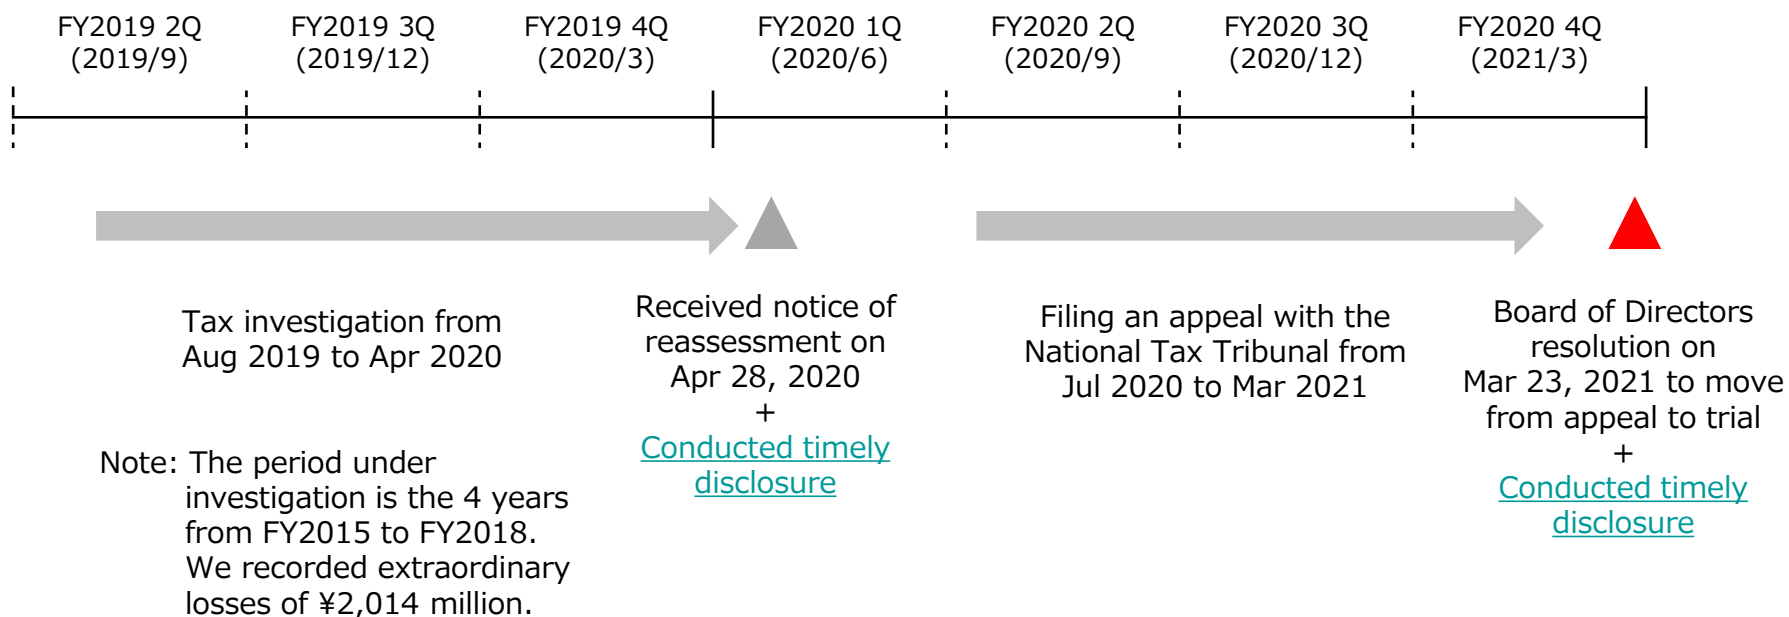 FY2019 2Q
(2019/9)
FY2019 3Q
(2019/12)
FY2019 4Q
(2020/3)
FY2020 1Q
(2020/6)
FY2020 2Q
(2020/9)
FY2020 3Q
(2020/12)
FY2020 4Q
(2021/3)
Tax investigation from
Aug 2019 to Apr 2020
Note: The period under
investigation is the 4 years
from FY2015 to FY2018.
We recorded extraordinary
losses of ¥2,014 million.
Received notice of
reassessment on
Apr 28, 2020
+
Conducted timely
disclosure
Filing an appeal with the
National Tax Tribunal from
Jul 2020 to Mar 2021
Board of Directors
resolution on
Mar 23, 2021 to move
from appeal to trial
+
Conducted timely
disclosure